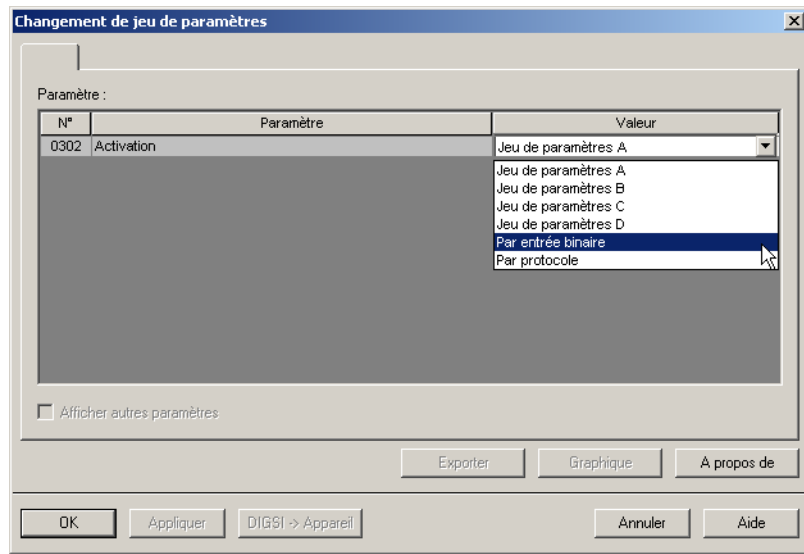 Changement de jeu de paramètres
Paramètre :
N° Paramètre Valeur
0302 Activation Jeu de paramètres A
Jeu de paramètres A
Jeu de paramètres B
Jeu de paramètres C
Jeu de paramètres D
Par entrée binaire
Par protocole
Afficher autres paramètres
Exporter Graphique A propos de
OK Appliquer DIGSI -> Appareil Annuler Aide